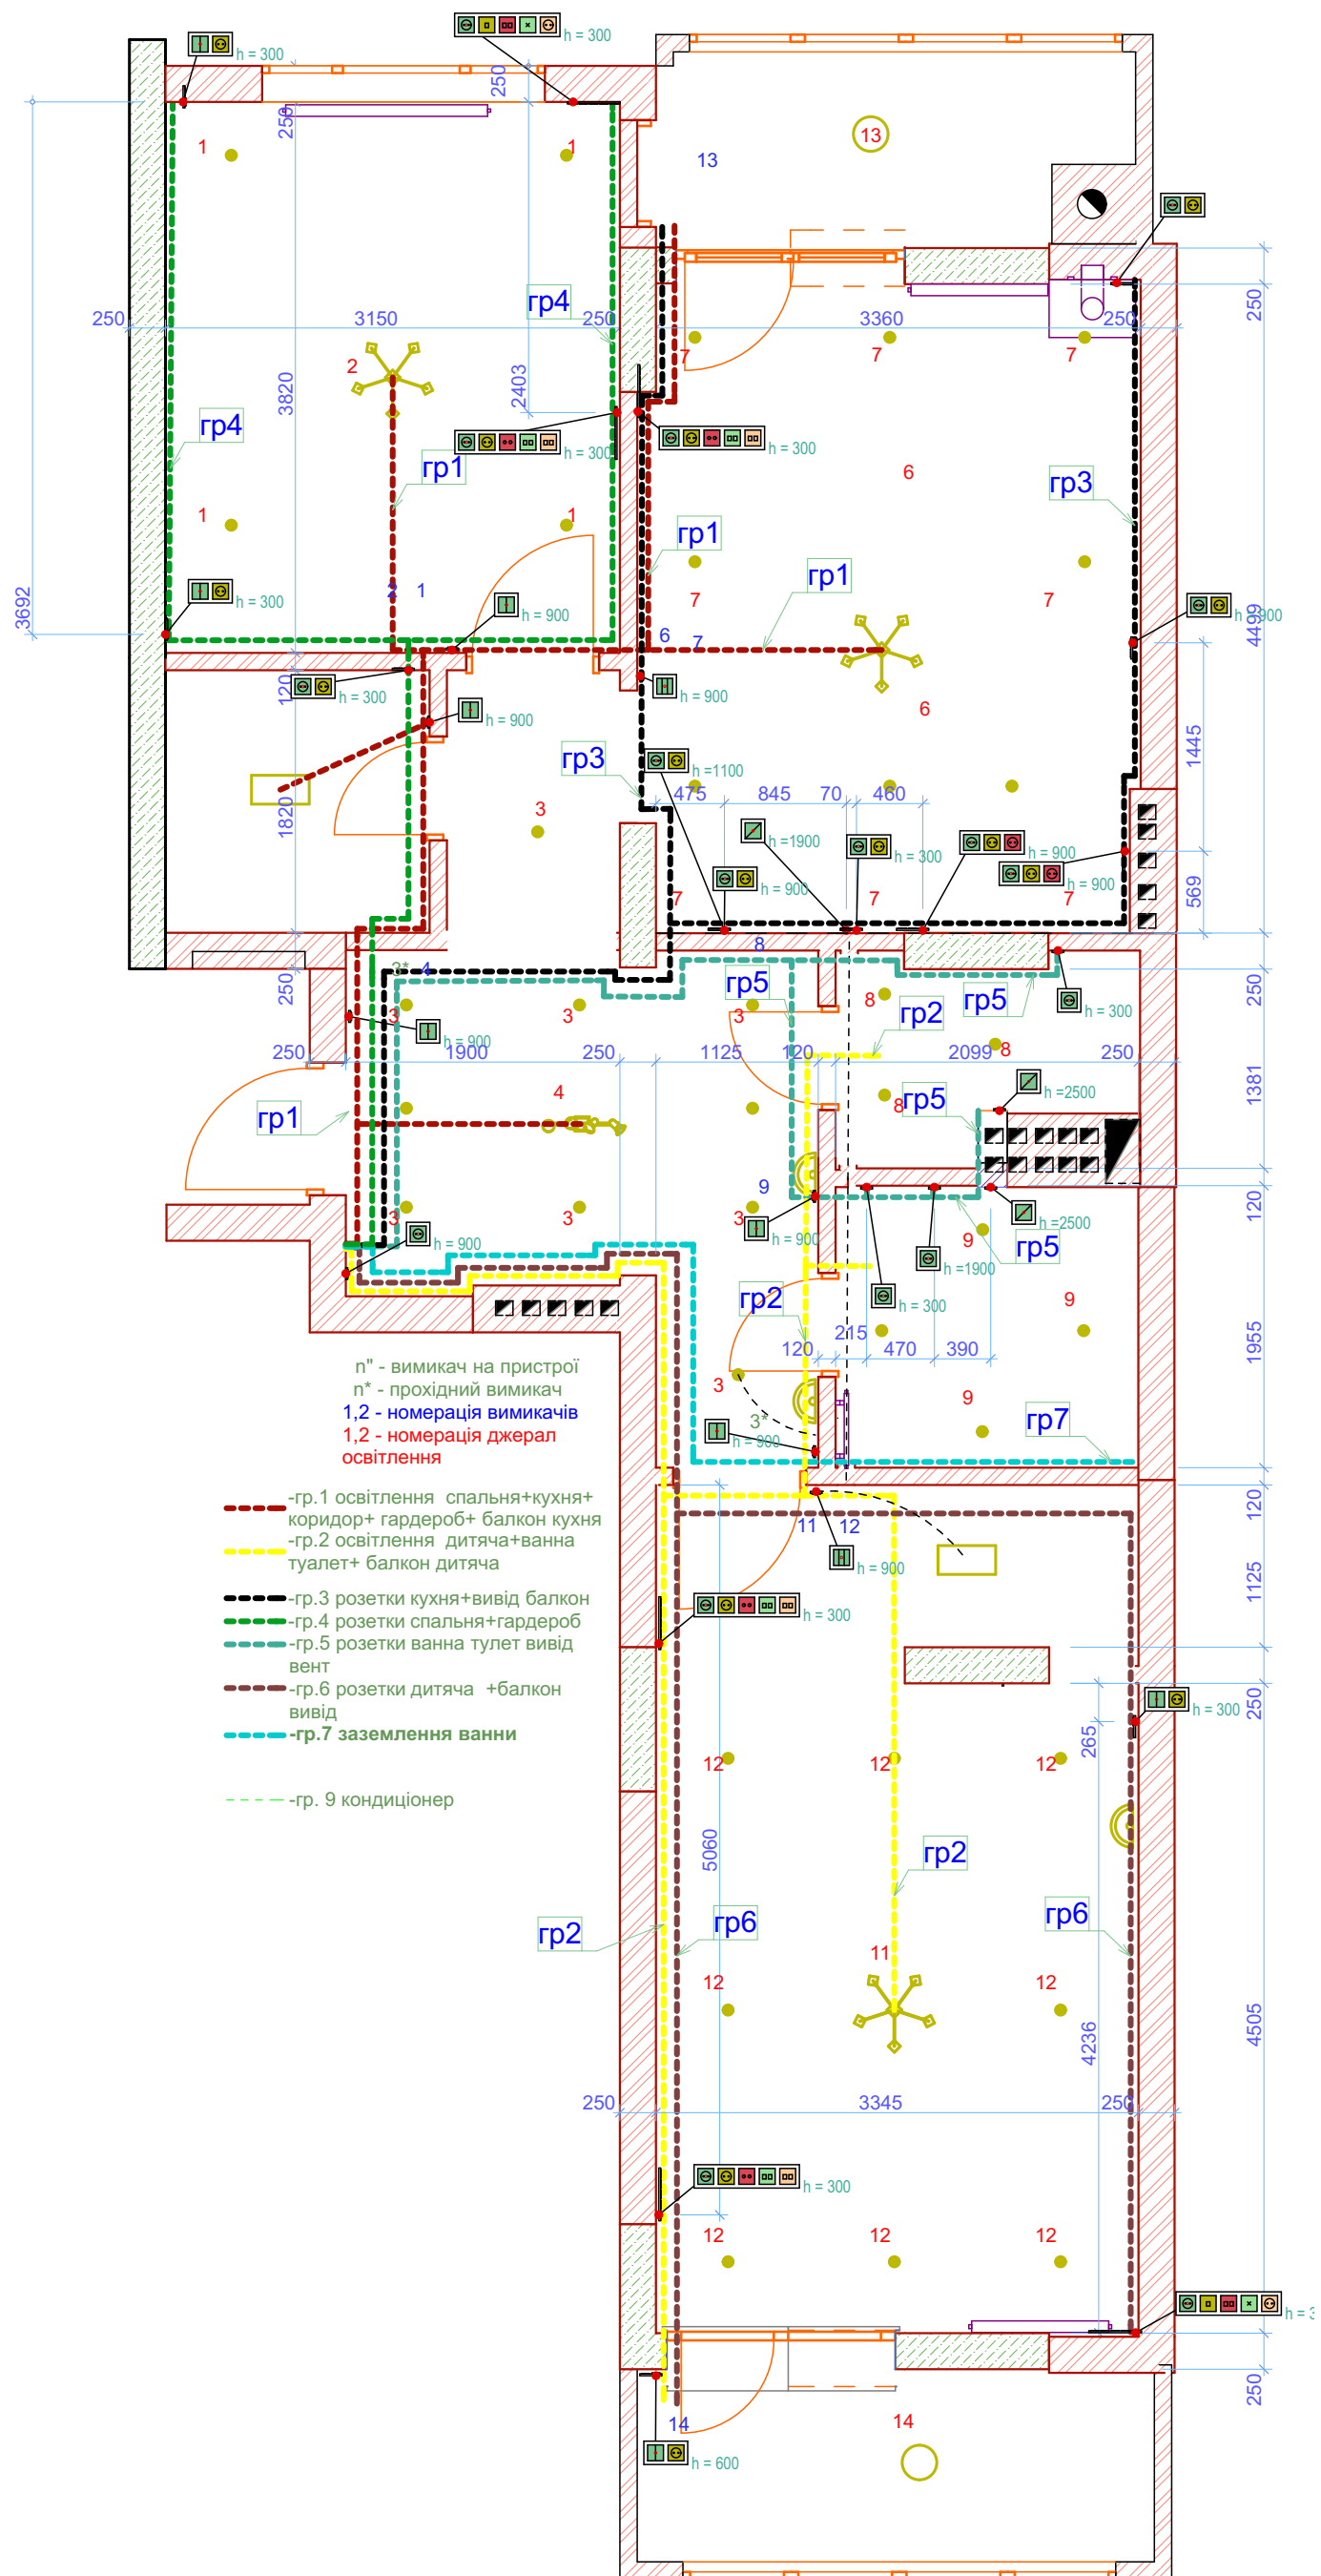 h = 300
h = 300
250
250
1
1
13
13
гр4
250
3150
250
3360
250
250
7
7
7
2
3820
2403
гр4
гр1
h = 300
h = 300
6
гр3
1
1
гр1
гр1
3692
h = 300
2
1
h = 900
7
7
6
7
4499
h = 900
120
h = 300
h = 900
h = 900
6
гр3
h =1100
1445
475
845
70
460
1820
3
h =1900
h = 300
h = 900
h = 900
h = 900
569
7
7
7
8
3*
4
250
гр5
8
гр2
гр5
h = 300
250
3
3
3
h = 900
250
1900
250
1125
120
2099
250
8
1381
гр1
4
8
гр5
h =2500
9
120
3
3
3
h = 900
h = 900
9
h =2500
гр5
h =1900
гр2
h = 300
9
215
120
470
390
1955
n" - вимикач на пристрої
n* - прохідний вимикач
1,2 - номерація вимикачів
1,2 - номерація джерал
освітлення
3
3*
h = 900
9
гр7
-гр.1 освітлення спальня+кухня+
коридор+ гардероб+ балкон кухня
-гр.2 освітлення дитяча+ванна
туалет+ балкон дитяча
-гр.3 розетки кухня+вивід балкон
-гр.4 розетки спальня+гардероб
-гр.5 розетки ванна тулет вивід
вент
-гр.6 розетки дитяча +балкон
вивід
-гр.7 заземлення ванни
-гр. 9 кондиціонер
120
11
12
h = 900
1125
h = 300
250
h = 300
265
12
12
12
5060
гр2
гр2
гр6
гр6
11
12
12
4236
4505
250
3345
250
h = 300
12
12
12
h = 3
250
14
14
h = 600